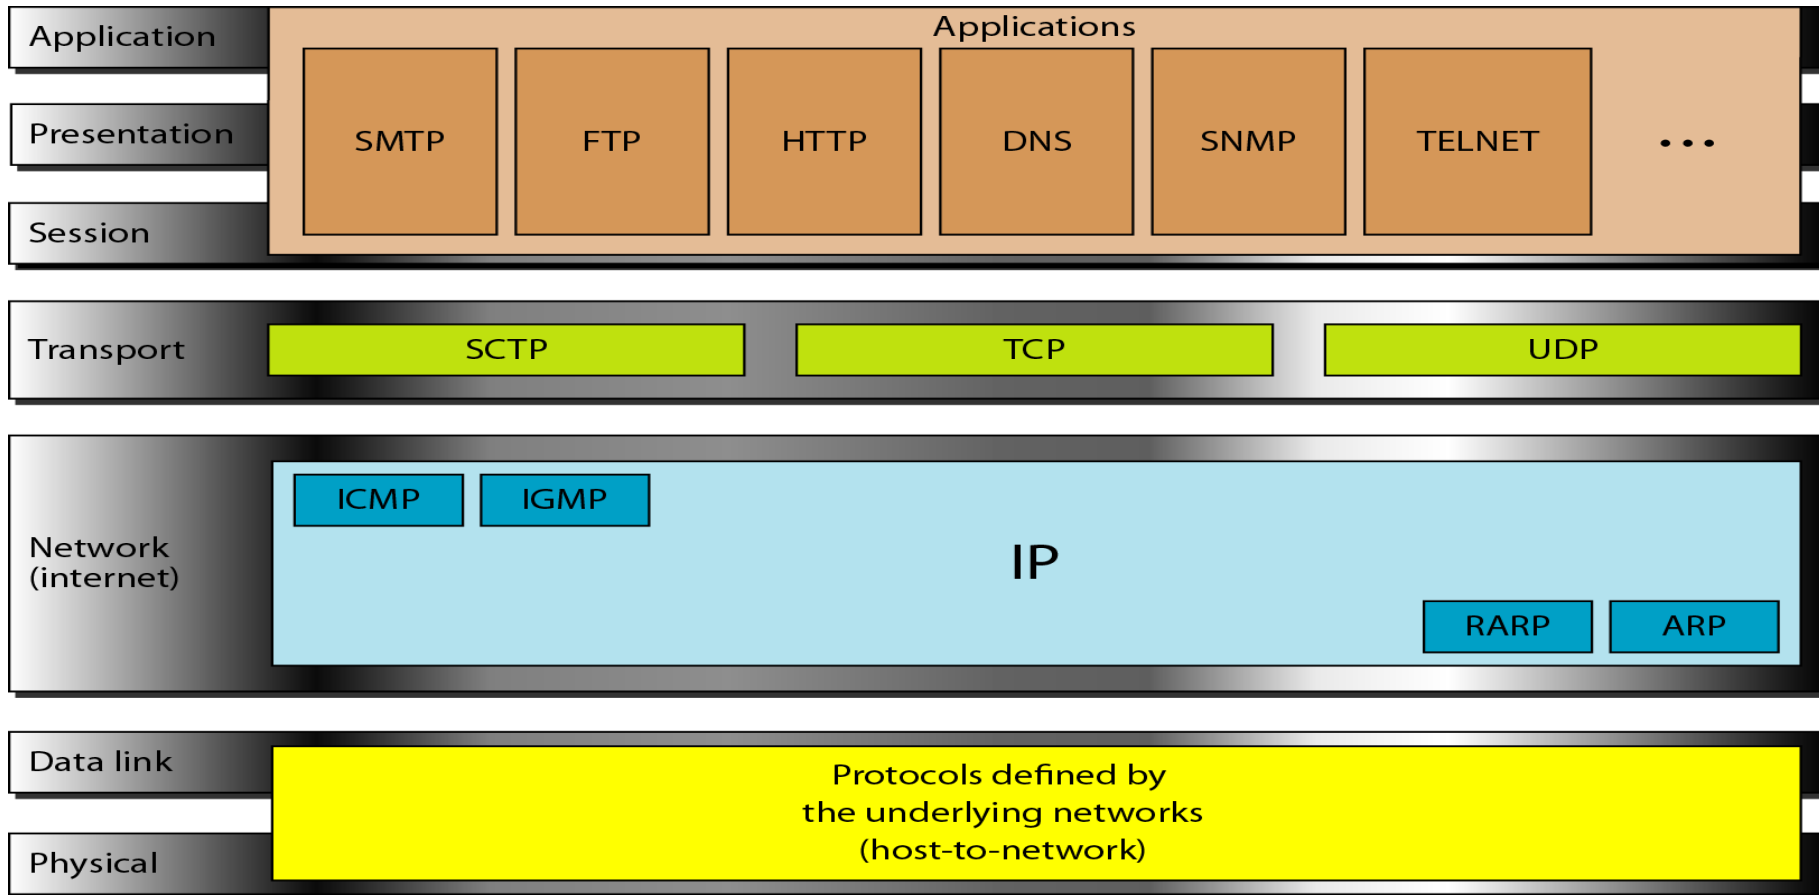 Application
Applications
Presentation
SMTP
FTP
HTTP
DNS
SNMP
TELNET
...
Session
Transport
SCTP
TCP
UDP
Network
(internet)
ICMP
IGMP
IP
RARP
ARP
Data link
Protocols defined by
the underlying networks
(host-to-network)
Physical